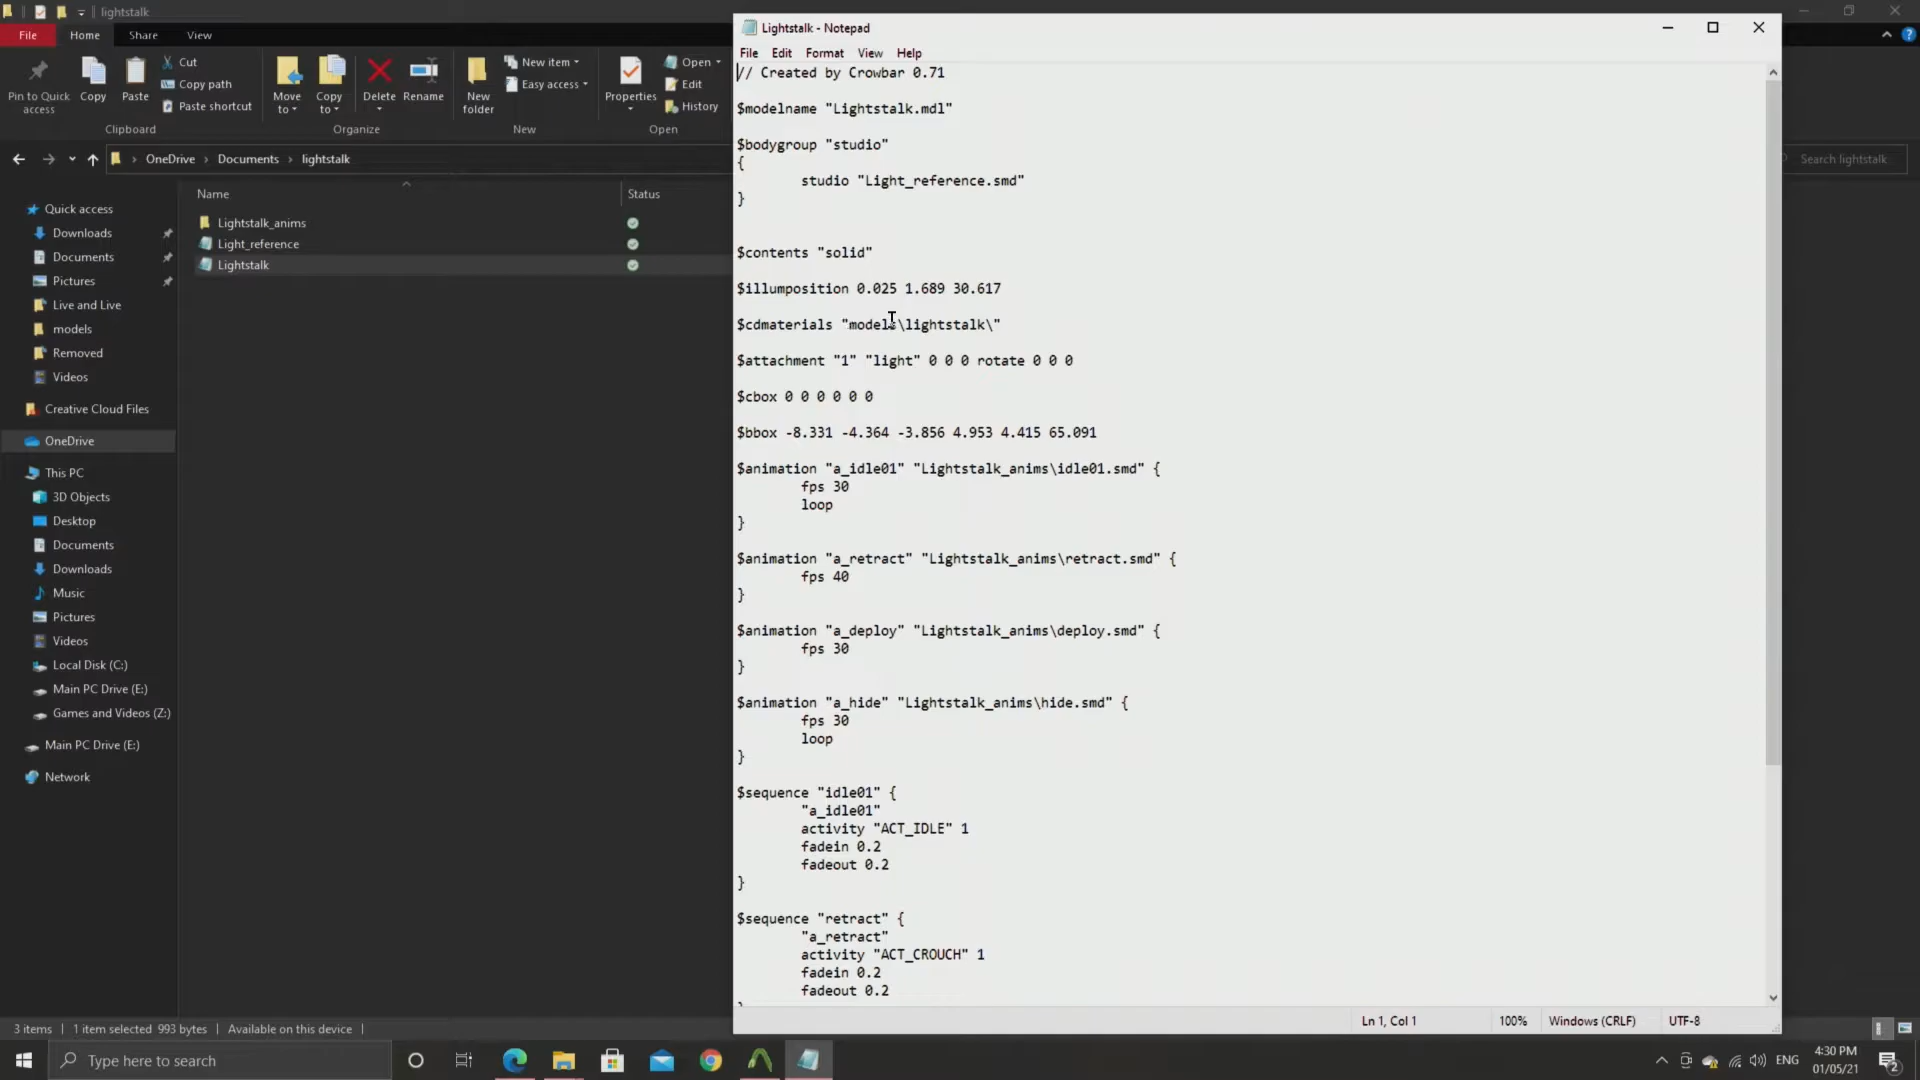 lightstalk
File
Home
Share
View
Pin to Quick access
Copy
Paste
Cut
Copy path
Paste shortcut
Clipboard
Move to
Copy to
Delete
Rename
Organize
New folder
New item
Easy access
New
Properties
Open
Edit
History
Open
OneDrive
Documents
lightstalk
Search lightstalk
Name
Status
Lightstalk_anims
Light_reference
Lightstalk
Quick access
Downloads
Documents
Pictures
Live and Live
models
Removed
Videos
Creative Cloud Files
OneDrive
This PC
3D Objects
Desktop
Documents
Downloads
Music
Pictures
Videos
Local Disk (C:)
Main PC Drive (E:)
Games and Videos (Z:)
Main PC Drive (E:)
Network
3 items
1 item selected 993 bytes
Available on this device
Lightstalk - Notepad
File Edit Format View Help
// Created by Crowbar 0.71
$modelname "Lightstalk.mdl"
$bodygroup "studio"
{
studio "Light_reference.smd"
}
$contents "solid"
$illumposition 0.025 1.689 30.617
$cdmaterials "models\lightstalk\"
$attachment "1" "light" 0 0 0 rotate 0 0 0
$cbox 0 0 0 0 0 0
$bbox -8.331 -4.364 -3.856 4.953 4.415 65.091
$animation "a_idle01" "Lightstalk_anims\idle01.smd" {
fps 30
loop
}
$animation "a_retract" "Lightstalk_anims\retract.smd" {
fps 40
}
$animation "a_deploy" "Lightstalk_anims\deploy.smd" {
fps 30
}
$animation "a_hide" "Lightstalk_anims\hide.smd" {
fps 30
loop
}
$sequence "idle01" {
"a_idle01"
activity "ACT_IDLE" 1
fadein 0.2
fadeout 0.2
}
$sequence "retract" {
"a_retract"
activity "ACT_CROUCH" 1
fadein 0.2
fadeout 0.2
Ln 1, Col 1
100%
Windows (CRLF)
UTF-8
Type here to search
ENG
4:30 PM
01/05/21
2